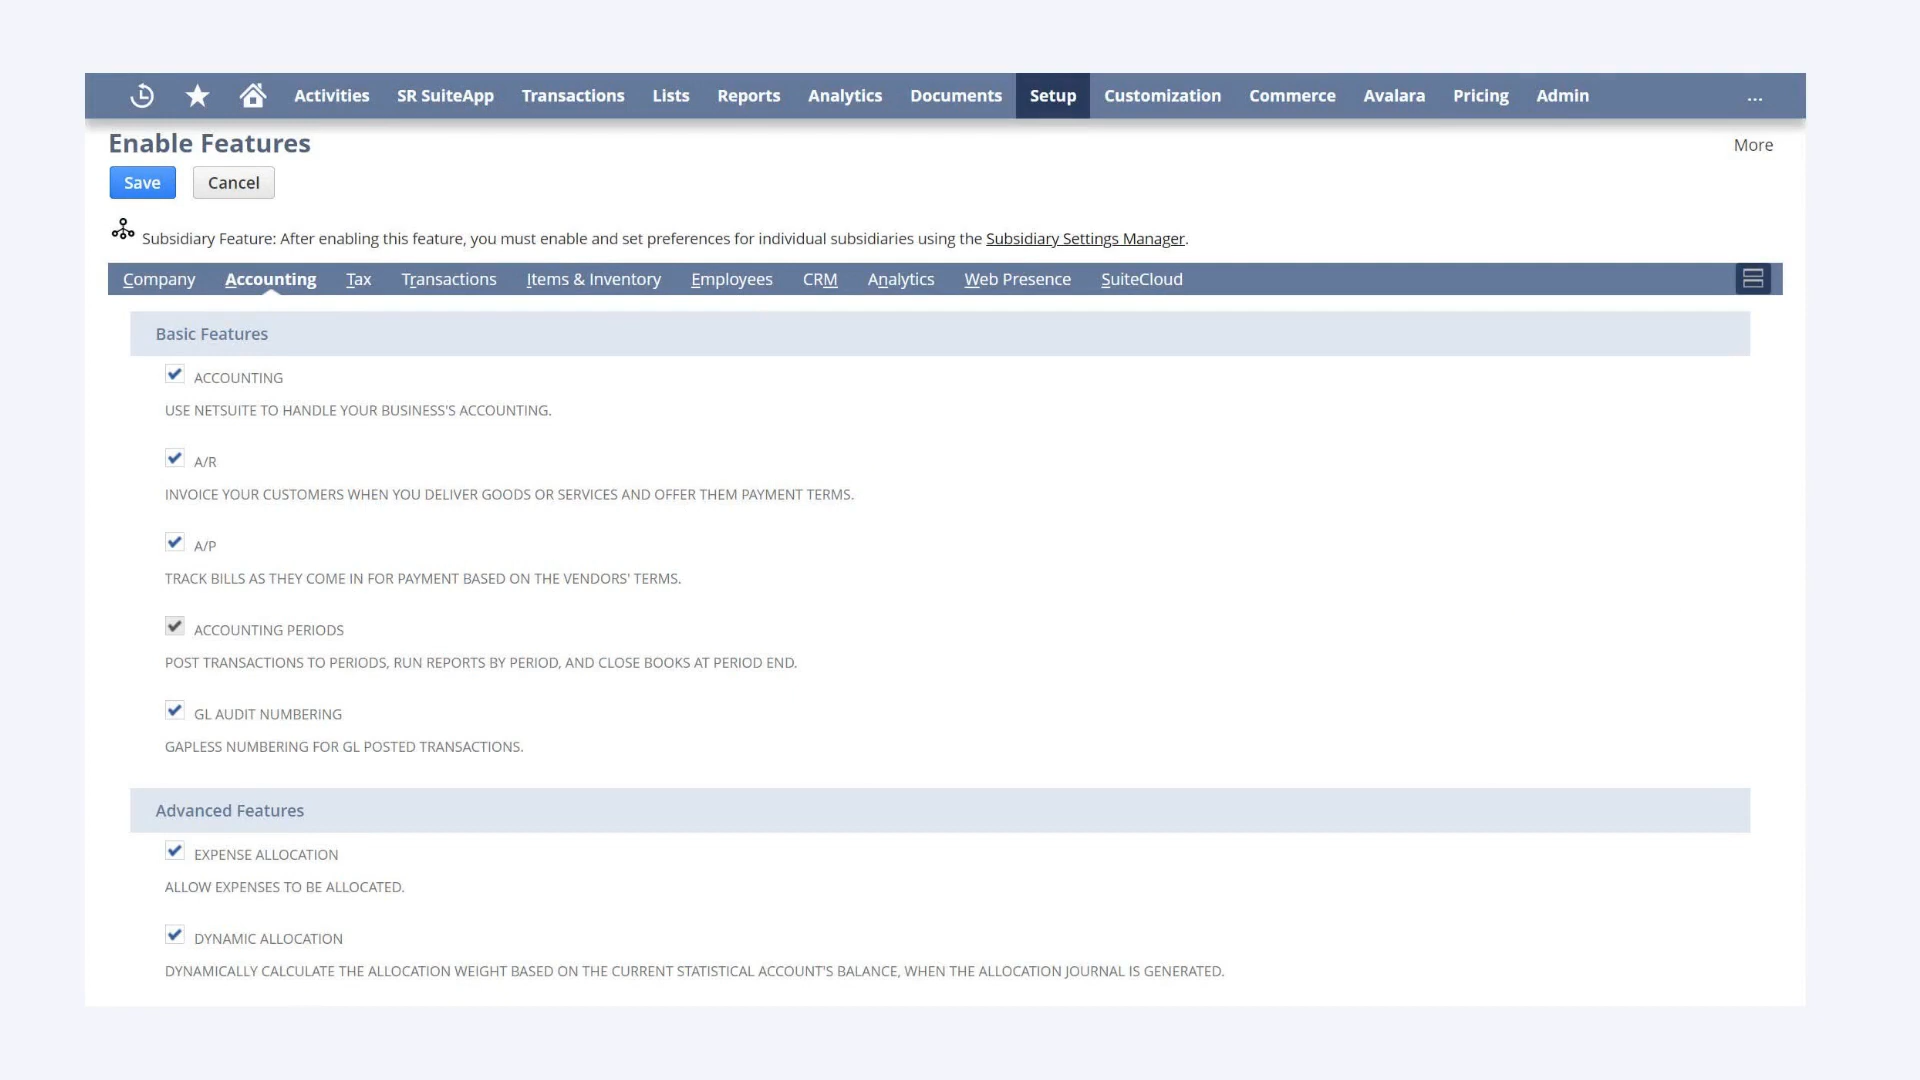 Activities SR SuiteApp Transactions Lists Reports Analytics Documents Setup Customization Commerce Avalara Pricing Admin ...
Enable Features More
Save Cancel
Subsidiary Feature: After enabling this feature, you must enable and set preferences for individual subsidiaries using the Subsidiary Settings Manager.
Company Accounting Tax Transactions Items & Inventory Employees CRM Analytics Web Presence SuiteCloud
Basic Features
ACCOUNTING
USE NETSUITE TO HANDLE YOUR BUSINESS'S ACCOUNTING.
A/R
INVOICE YOUR CUSTOMERS WHEN YOU DELIVER GOODS OR SERVICES AND OFFER THEM PAYMENT TERMS.
A/P
TRACK BILLS AS THEY COME IN FOR PAYMENT BASED ON THE VENDORS' TERMS.
ACCOUNTING PERIODS
POST TRANSACTIONS TO PERIODS, RUN REPORTS BY PERIOD, AND CLOSE BOOKS AT PERIOD END.
GL AUDIT NUMBERING
GAPLESS NUMBERING FOR GL POSTED TRANSACTIONS.
Advanced Features
EXPENSE ALLOCATION
ALLOW EXPENSES TO BE ALLOCATED.
DYNAMIC ALLOCATION
DYNAMICALLY CALCULATE THE ALLOCATION WEIGHT BASED ON THE CURRENT STATISTICAL ACCOUNT'S BALANCE, WHEN THE ALLOCATION JOURNAL IS GENERATED.